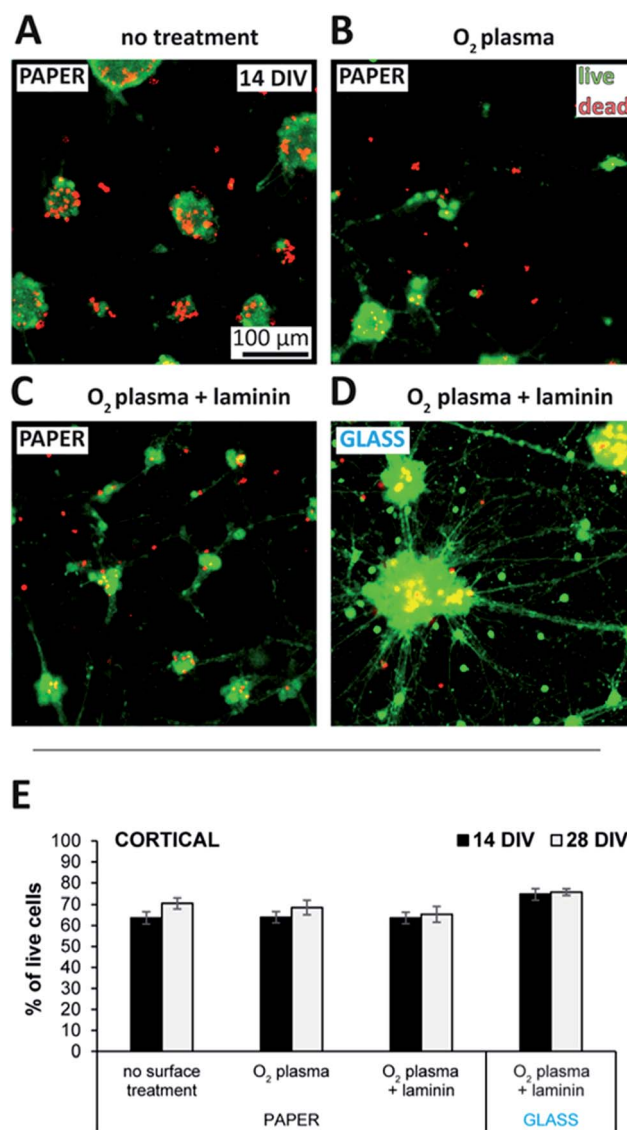 A
no treatment
PAPER
14 DIV
100 µm
B
O₂ plasma
PAPER
live
dead
C
O₂ plasma + laminin
PAPER
D
O₂ plasma + laminin
GLASS
E
CORTICAL
14 DIV
28 DIV
% of live cells
100
90
80
70
60
50
40
30
20
10
0
no surface
treatment
O₂ plasma
O₂ plasma
+ laminin
O₂ plasma
+ laminin
PAPER
GLASS